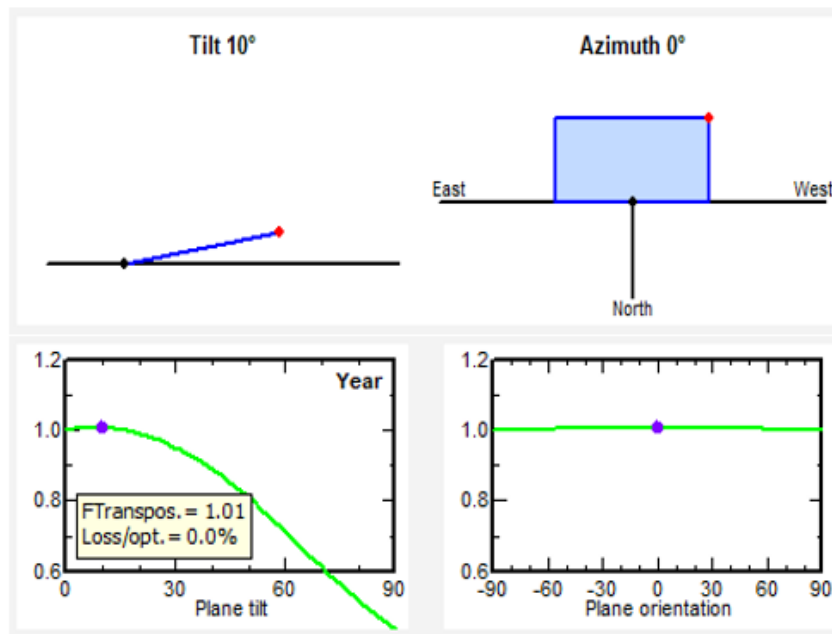 Tilt 10°
Azimuth 0°
East
West
North
1.2
1.0
0.8
0.6
Year
FTranspos.= 1.01
Loss/opt.= 0.0%
0
30
60
90
Plane tilt
1.2
1.0
0.8
0.6
-90
-60
-30
0
30
60
90
Plane orientation